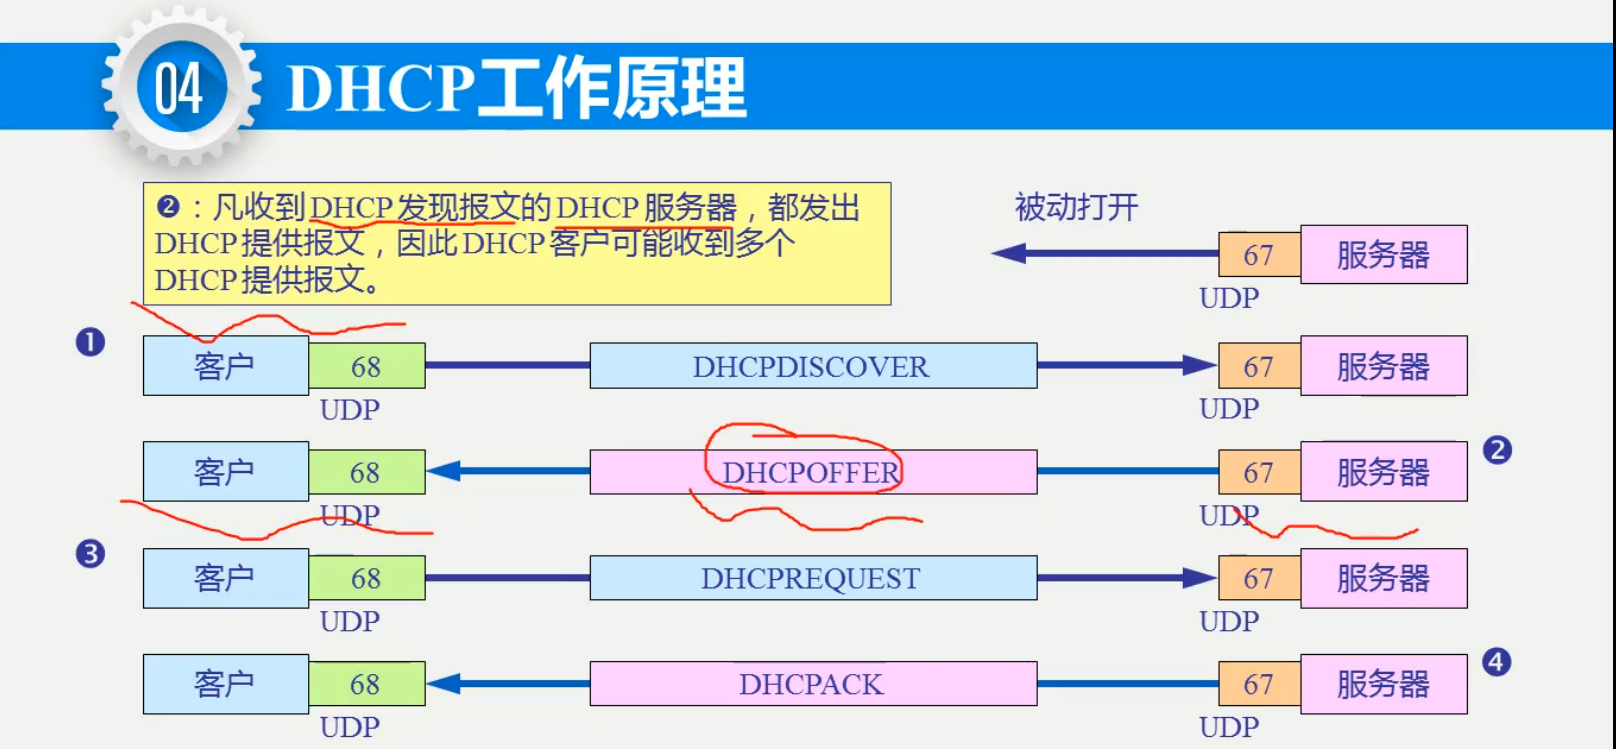 04 DHCP工作原理
❷：凡收到DHCP发现报文的DHCP服务器，都发出
DHCP提供报文，因此DHCP客户可能收到多个
DHCP提供报文。
被动打开
67 服务器
UDP
❶ 客户 68 DHCPDISCOVER 67 服务器
UDP UDP
客户 68 DHCPOFFER 67 服务器 ❷
UDP UDP
❸ 客户 68 DHCPREQUEST 67 服务器
UDP UDP
客户 68 DHCPACK 67 服务器 ❹
UDP UDP